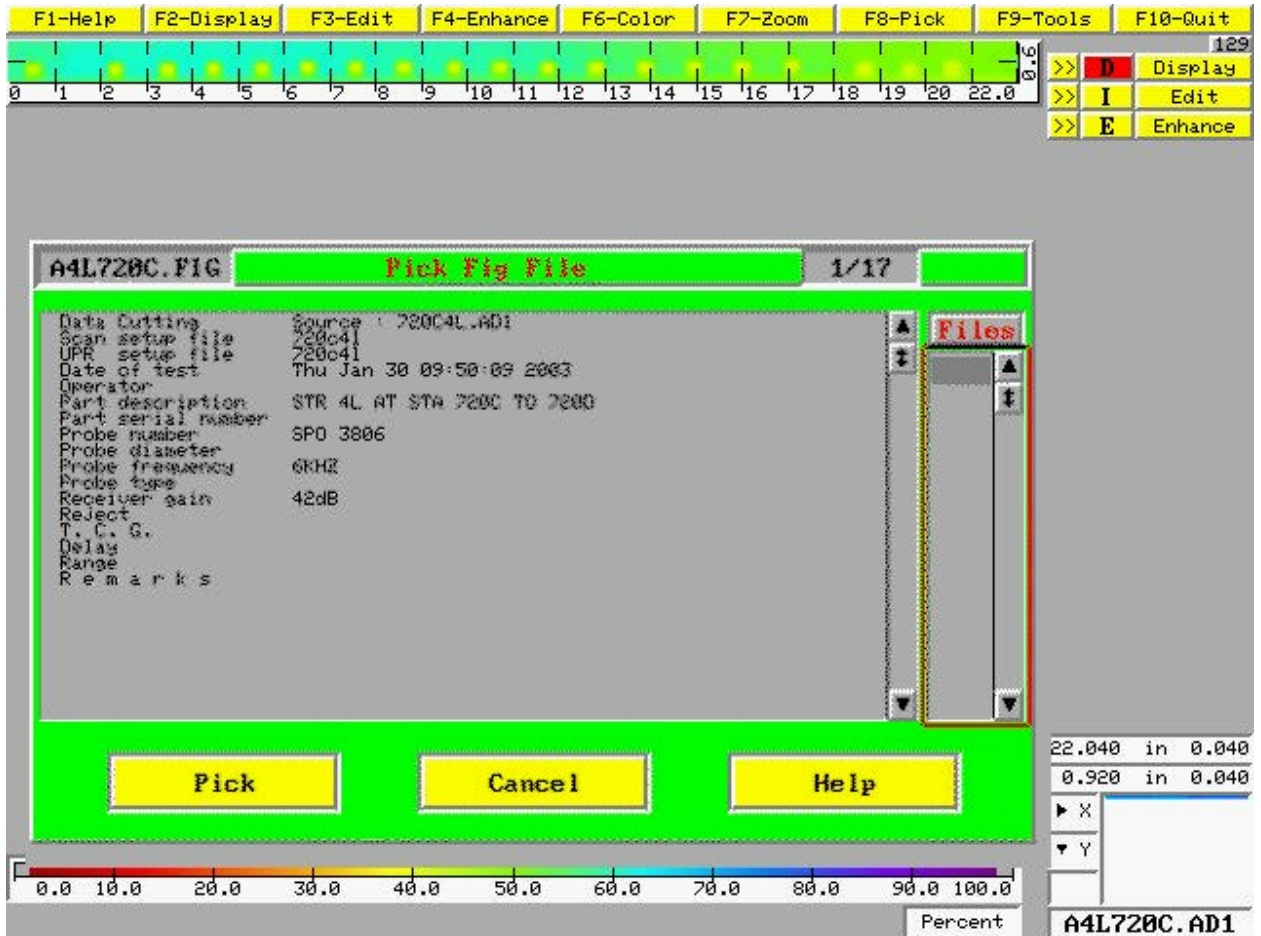 F1-Help F2-Display F3-Edit F4-Enhance F6-Color F7-Zoom F8-Pick F9-Tools F10-Quit
129
0.6
>> D Display
0 1 2 3 4 5 6 7 8 9 10 11 12 13 14 15 16 17 18 19 20 22.0
>> I Edit
>> E Enhance
A4L720C.FIG Pick Fig File 1/17
Files
Data Cutting Source : 720C4L.AD1
Scan setup file 720c4l
UPR setup file 720c4l
Date of test Thu Jan 30 09:50:09 2003
Operator
Part description STR 4L AT STA 720C TO 720D
Part serial number
Probe number SPO 3806
Probe diameter
Probe frequency 6KHZ
Probe type
Receiver gain 42dB
Reject
T. C. G.
Delay
Range
R e m a r k s
Pick Cancel Help
22.040 in 0.040
0.920 in 0.040
X
Y
0.0 10.0 20.0 30.0 40.0 50.0 60.0 70.0 80.0 90.0 100.0
Percent
A4L720C.AD1